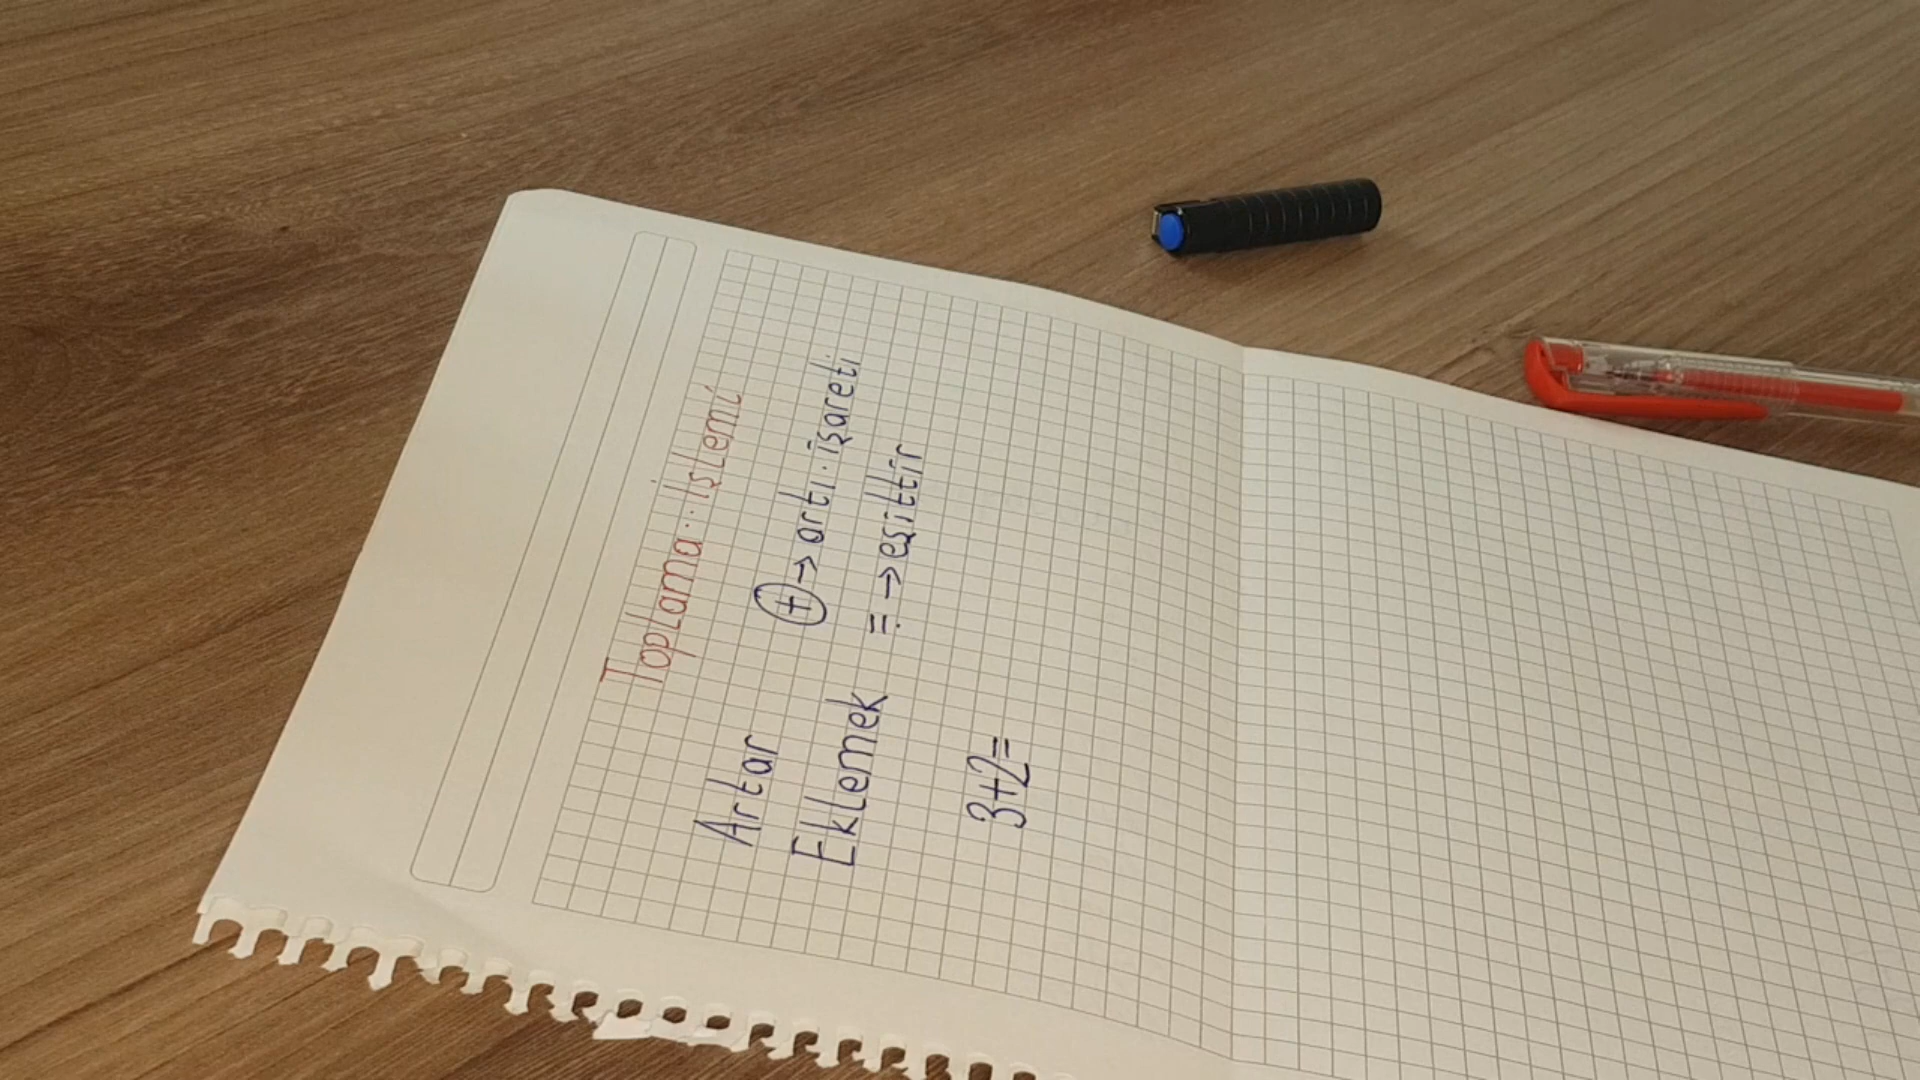 Toplama İşlemi
Artar + → artı işareti
Eklemek = → eşittir
3+2=